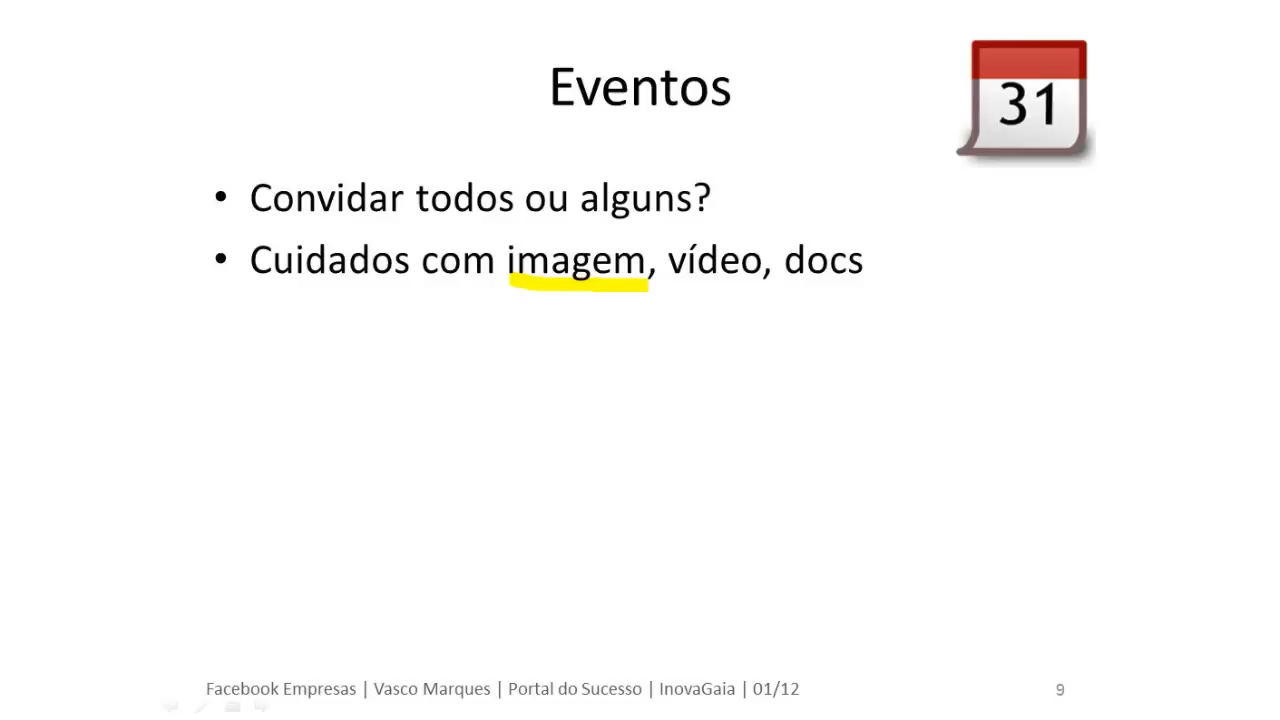 Eventos
31
• Convidar todos ou alguns?
• Cuidados com imagem, vídeo, docs
Facebook Empresas | Vasco Marques | Portal do Sucesso | InovaGaia | 01/12
9